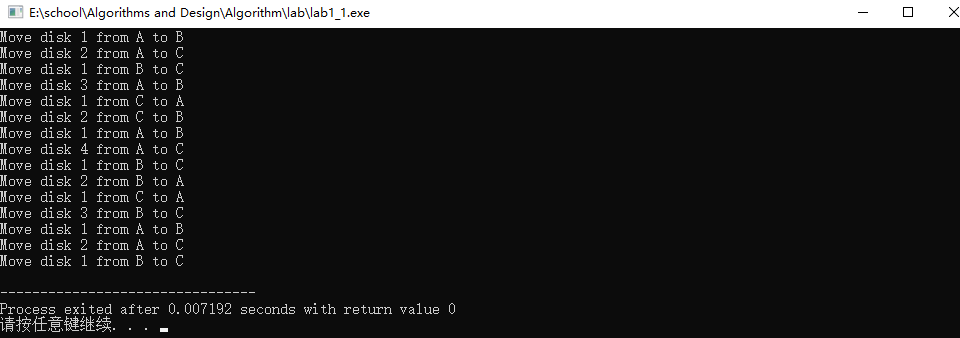 E:\school\Algorithms and Design\Algorithm\lab\lab1_1.exe
Move disk 1 from A to B
Move disk 2 from A to C
Move disk 1 from B to C
Move disk 3 from A to B
Move disk 1 from C to A
Move disk 2 from C to B
Move disk 1 from A to B
Move disk 4 from A to C
Move disk 1 from B to C
Move disk 2 from B to A
Move disk 1 from C to A
Move disk 3 from B to C
Move disk 1 from A to B
Move disk 2 from A to C
Move disk 1 from B to C
--------------------------------
Process exited after 0.007192 seconds with return value 0
请按任意键继续. . .